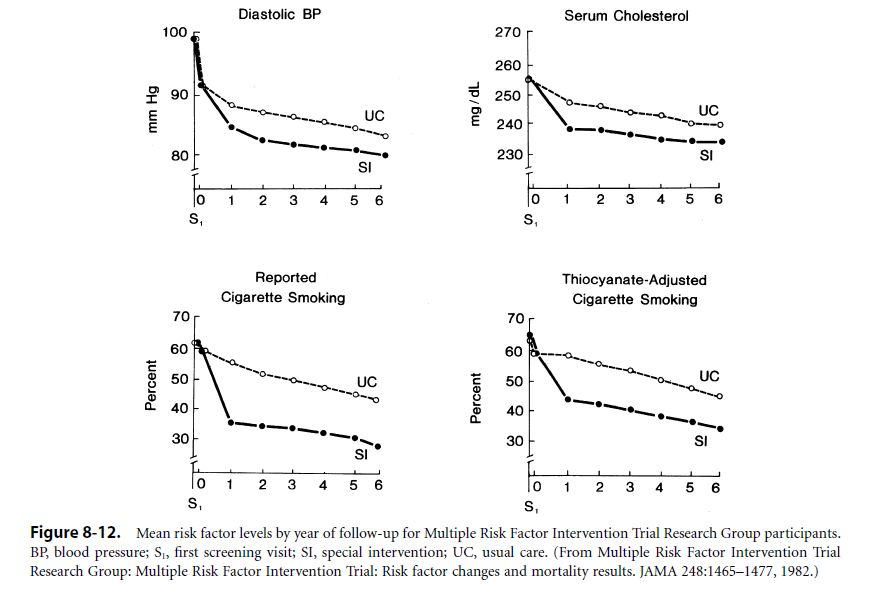 Diastolic BP
100
90
80
mm Hg
UC
SI
0 1 2 3 4 5 6
S₁
Serum Cholesterol
270
260
250
240
230
mg/dL
UC
SI
0 1 2 3 4 5 6
S₁
Reported
Cigarette Smoking
70
60
50
40
30
Percent
UC
SI
0 1 2 3 4 5 6
S₁
Thiocyanate-Adjusted
Cigarette Smoking
70
60
50
40
30
Percent
UC
SI
0 1 2 3 4 5 6
S₁
Figure 8-12. Mean risk factor levels by year of follow-up for Multiple Risk Factor Intervention Trial Research Group participants.
BP, blood pressure; S₁, first screening visit; SI, special intervention; UC, usual care. (From Multiple Risk Factor Intervention Trial
Research Group: Multiple Risk Factor Intervention Trial: Risk factor changes and mortality results. JAMA 248:1465–1477, 1982.)